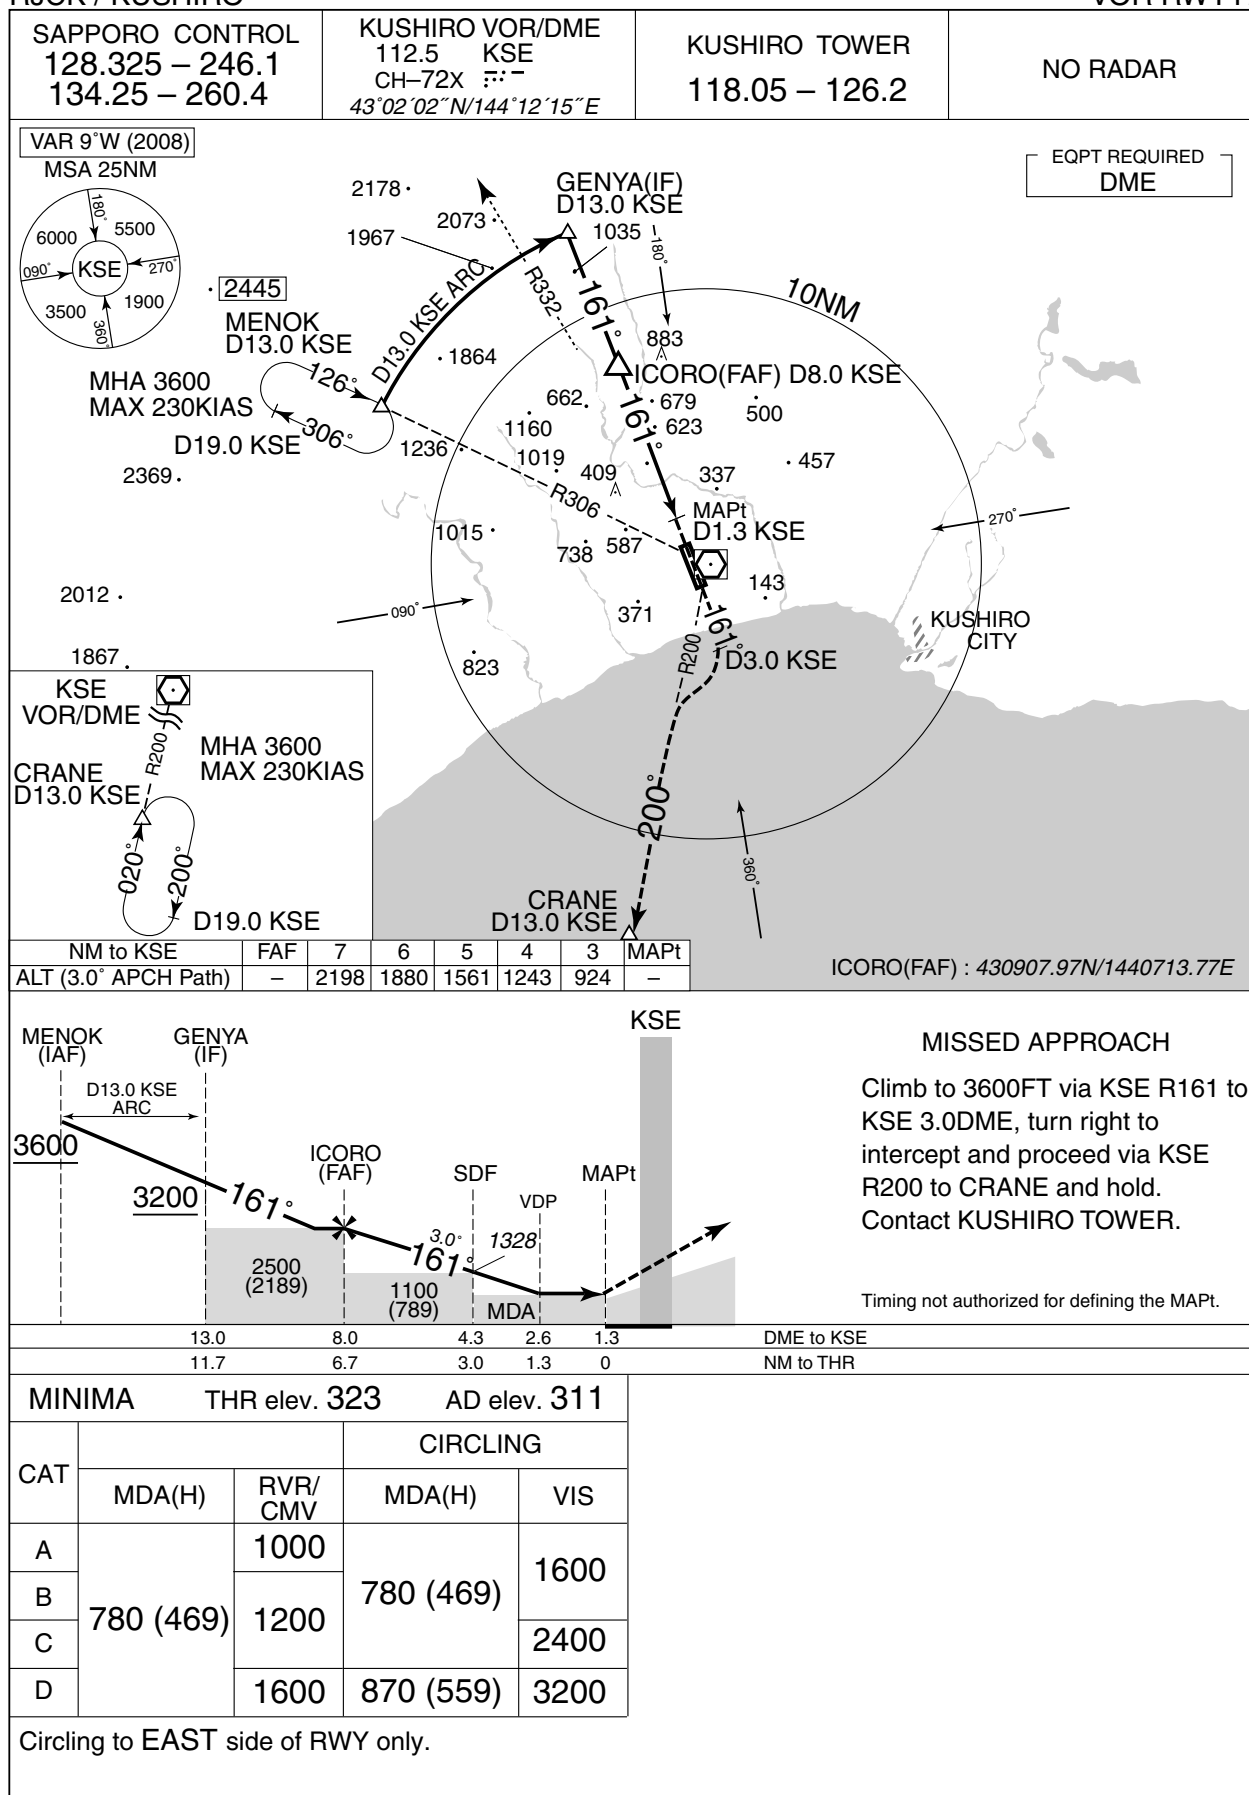 RJCK / KUSHIRO
SAPPORO CONTROL
128.325 – 246.1
134.25 – 260.4
KUSHIRO VOR/DME
112.5 KSE
CH–72X
43°02´02˝N/144°12´15˝E
KUSHIRO TOWER
118.05 – 126.2
NO RADAR
VAR 9°W (2008)
MSA 25NM
180°
6000
5500
090°
KSE
270°
3500
1900
360°
EQPT REQUIRED
DME
2178
2073
1967
GENYA(IF)
D13.0 KSE
1035
180°
2445
MENOK
D13.0 KSE
D13.0 KSE ARC
R332
161°
10NM
883
1864
126°
MHA 3600
MAX 230KIAS
306°
D19.0 KSE
ICORO(FAF) D8.0 KSE
662
679
500
161°
1160
623
1236
1019
409
457
337
2369
R306
MAPt
D1.3 KSE
270°
1015
738
587
143
2012
090°
371
161°
KUSHIRO
CITY
R200
D3.0 KSE
1867
823
KSE
VOR/DME
R200
MHA 3600
MAX 230KIAS
CRANE
D13.0 KSE
020°
200°
D19.0 KSE
200°
360°
CRANE
D13.0 KSE
NM to KSE FAF 7 6 5 4 3 MAPt
ALT (3.0° APCH Path) – 2198 1880 1561 1243 924 –
ICORO(FAF) : 430907.97N/1440713.77E
MENOK
(IAF)
GENYA
(IF)
KSE
D13.0 KSE
ARC
3600
3200
161°
ICORO
(FAF)
SDF
VDP
MAPt
3.0°
161°
1328
2500
(2189)
1100
(789)
MDA
MISSED APPROACH
Climb to 3600FT via KSE R161 to
KSE 3.0DME, turn right to
intercept and proceed via KSE
R200 to CRANE and hold.
Contact KUSHIRO TOWER.
Timing not authorized for defining the MAPt.
13.0 8.0 4.3 2.6 1.3 DME to KSE
11.7 6.7 3.0 1.3 0 NM to THR
MINIMA THR elev. 323 AD elev. 311
CAT
CIRCLING
MDA(H) RVR/ CMV MDA(H) VIS
A 1000
B 780 (469) 1200 780 (469) 1600
C 2400
D 1600 870 (559) 3200
Circling to EAST side of RWY only.